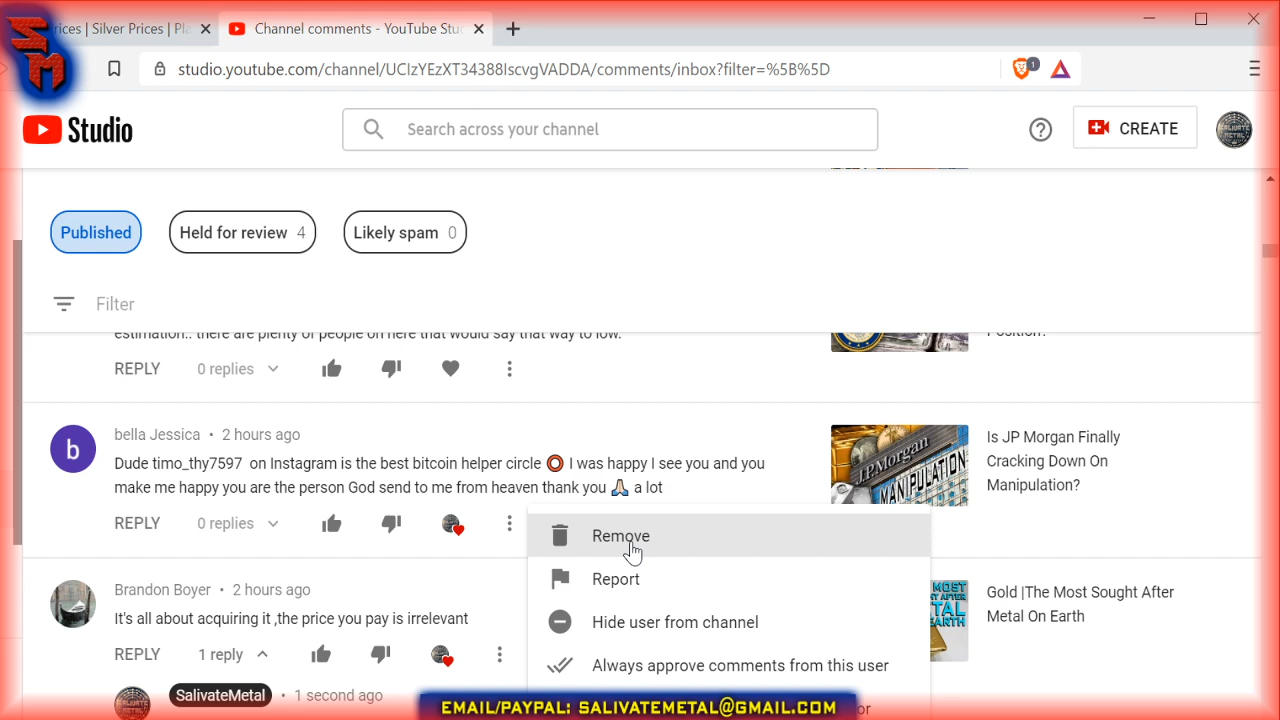 SM
rices | Silver Prices | Pla
Channel comments - YouTube Stu
studio.youtube.com/channel/UCIzYEzXT34388IscvgVADDA/comments/inbox?filter=%5B%5D
1
Studio
Search across your channel
CREATE
Published
Held for review 4
Likely spam 0
Filter
estimation.. there are plenty of people on here that would say that way to low.
Position?
REPLY 0 replies
b
bella Jessica • 2 hours ago
Dude timo_thy7597 on Instagram is the best bitcoin helper circle ⭕ I was happy I see you and you
make me happy you are the person God send to me from heaven thank you 🙏🏻 a lot
J.P.Morgan
MANIPULATION
Is JP Morgan Finally
Cracking Down On
Manipulation?
REPLY 0 replies
Remove
Report
Hide user from channel
Always approve comments from this user
Brandon Boyer • 2 hours ago
It's all about acquiring it ,the price you pay is irrelevant
REPLY 1 reply
MOST
AFTER
METAL
EARTH
Gold |The Most Sought After
Metal On Earth
SalivateMetal • 1 second ago
or
EMAIL/PAYPAL: SALIVATEMETAL@GMAIL.COM